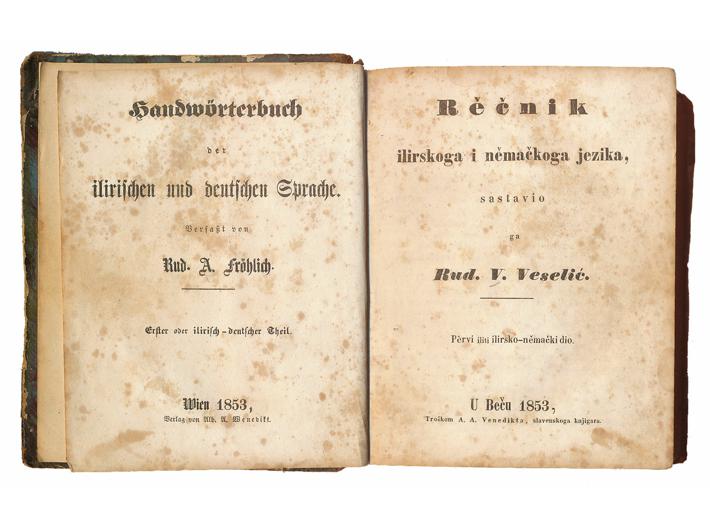 Handwörterbuch
der
ilirischen und deutschen Sprache.
Verfaßt von
Rud. A. Fröhlich.
Erster oder ilirisch-deutscher Theil.
Wien 1853,
Verlag von Alb. A. Wenedikt.
Rěčnik
ilirskoga i němačkoga jezika,
sastavio
ga
Rud. V. Veselić.
Pèrvi iliti ilirsko-němački dio.
U Beču 1853,
Troškom A. A. Venedikta, slavenskoga knjigara.